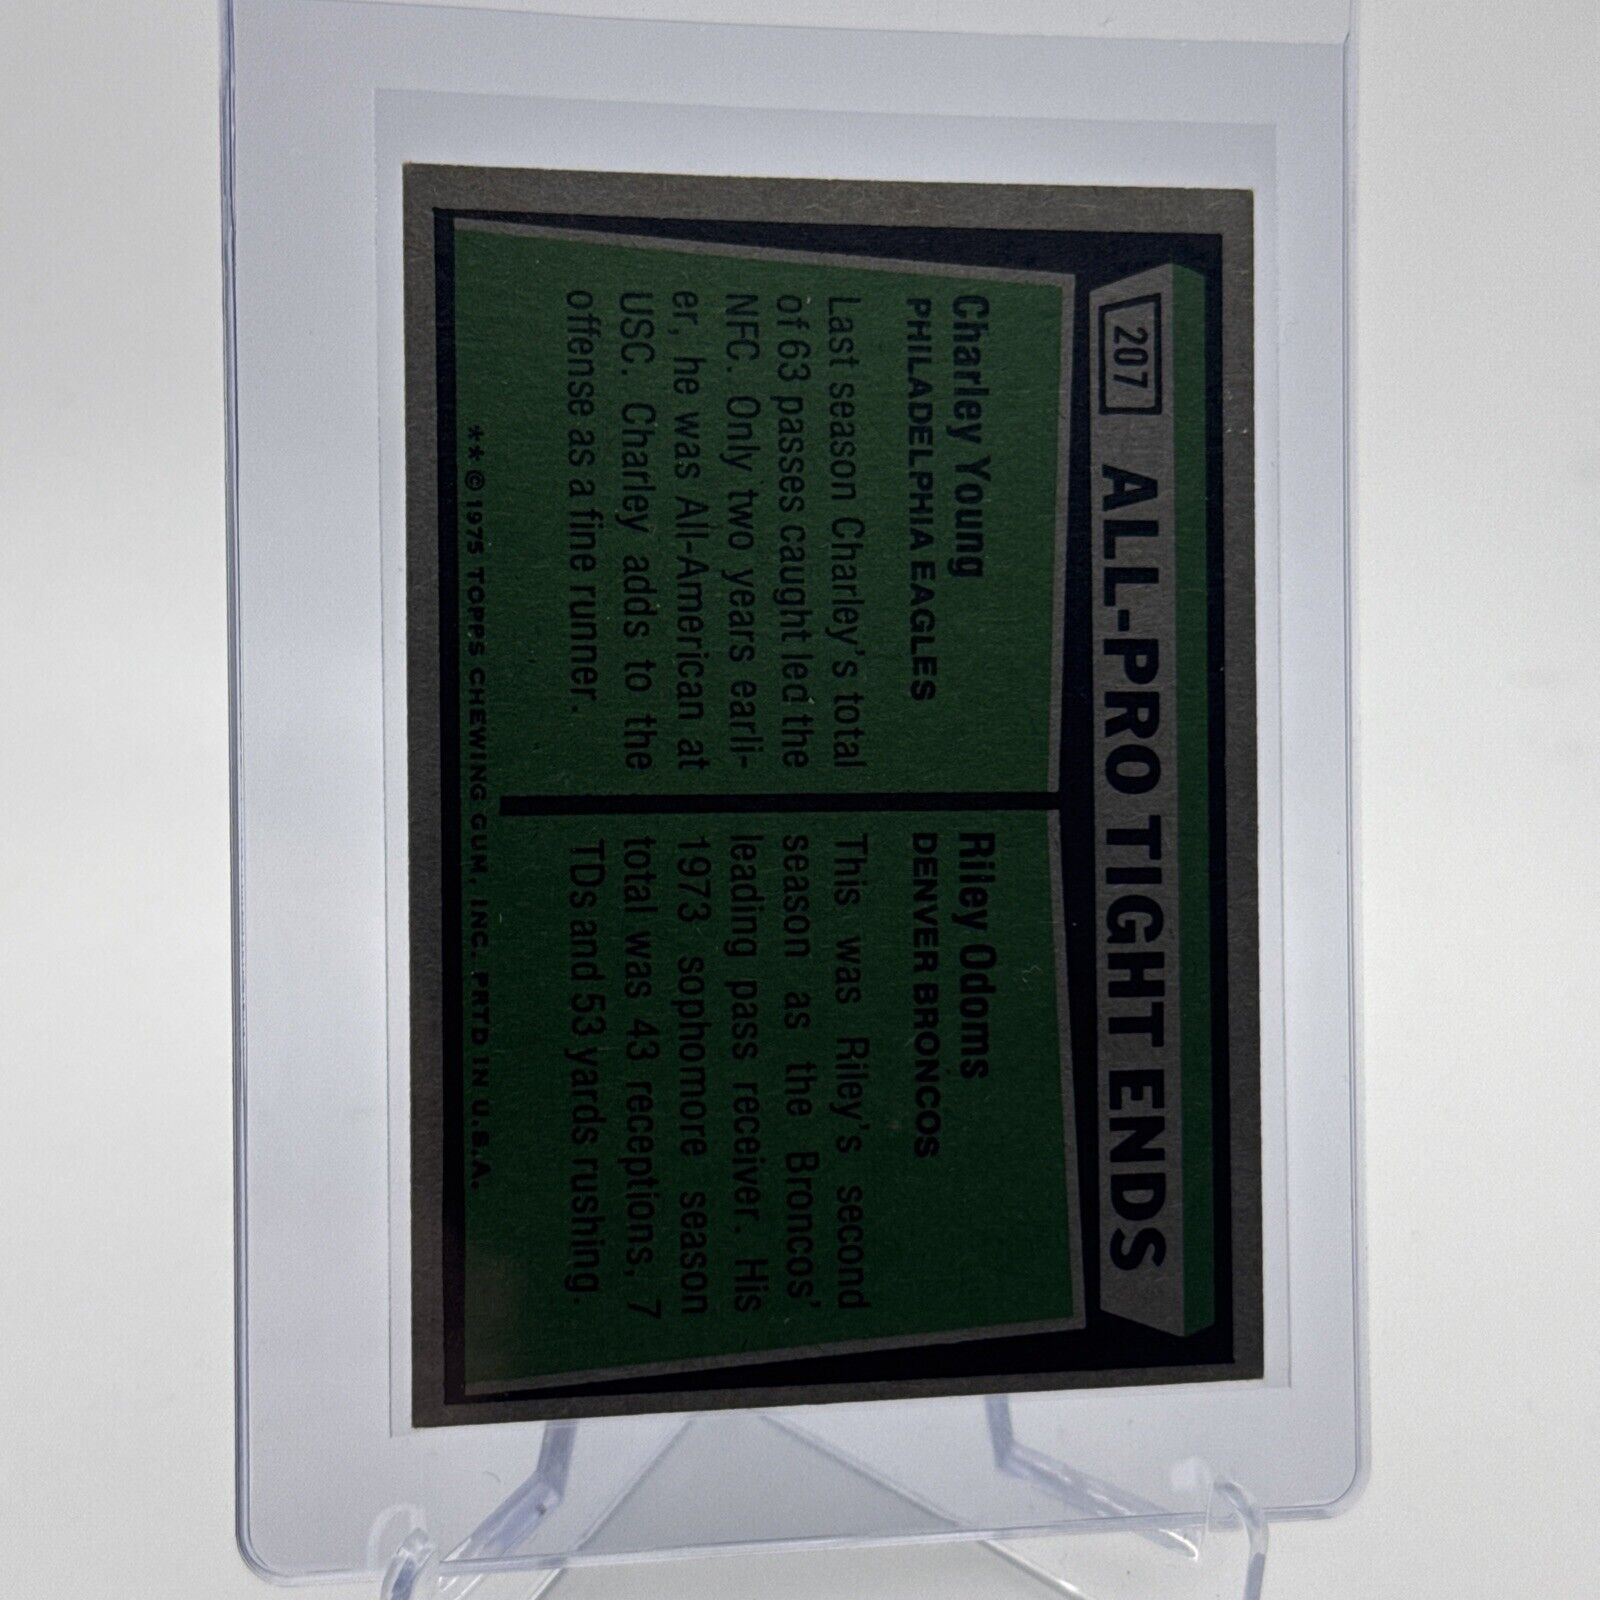 207 ALL-PRO TIGHT ENDS
Charley Young
PHILADELPHIA EAGLES
Last season Charley's total
of 63 passes caught led the
NFC. Only two years earli-
er, he was All-American at
USC. Charley adds to the
offense as a fine runner.
Riley Odoms
DENVER BRONCOS
This was Riley's second
season as the Broncos'
leading pass receiver. His
1973 sophomore season
total was 43 receptions, 7
TDs and 53 yards rushing.
**©1975 TOPPS CHEWING GUM, INC. PRTD IN U.S.A.